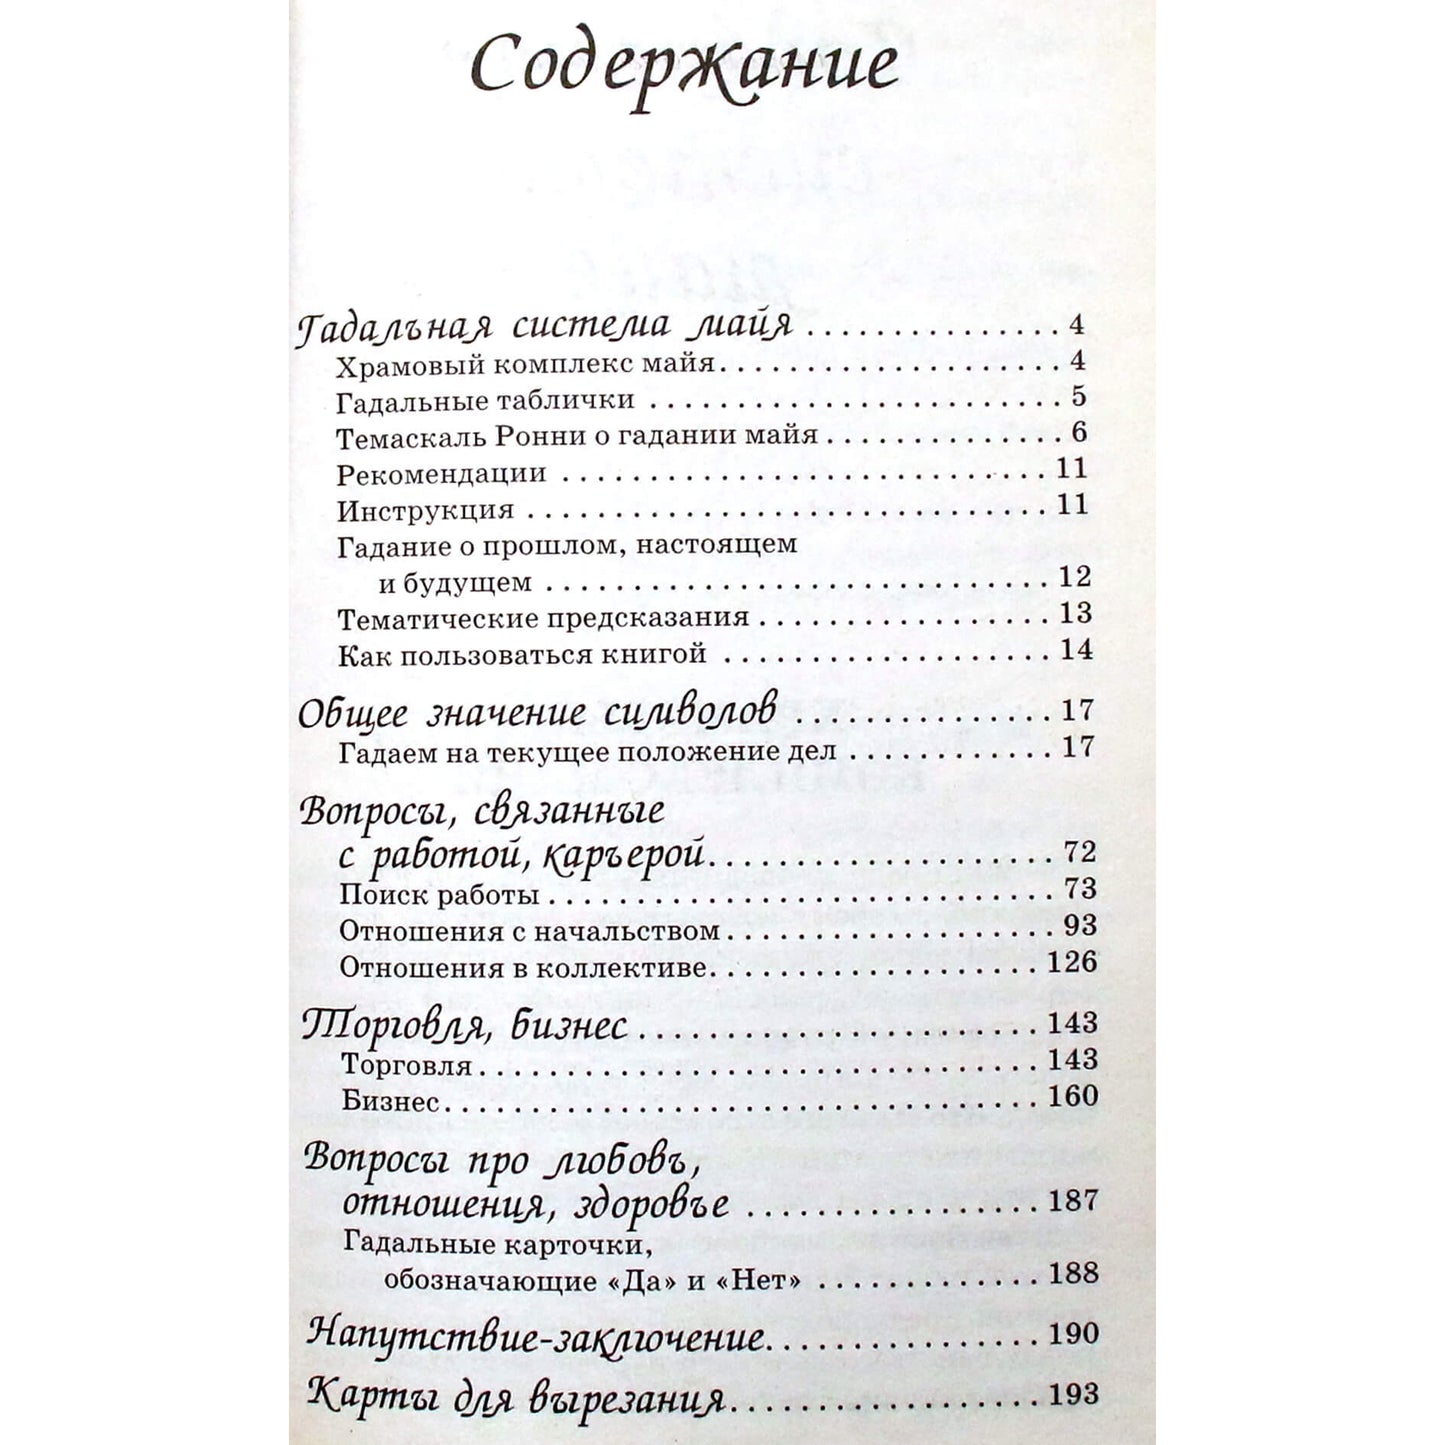 Содержание
Гадальная система майя . . . . . . . . . . . . . . . 4
Храмовый комплекс майя. . . . . . . . . . . . . . . . . . . . 4
Гадальные таблички . . . . . . . . . . . . . . . . . . . . . . . . 5
Темаскаль Ронни о гадании майя . . . . . . . . . . . . . . 6
Рекомендации . . . . . . . . . . . . . . . . . . . . . . . . . . . . 11
Инструкция . . . . . . . . . . . . . . . . . . . . . . . . . . . . . . 11
Гадание о прошлом, настоящем
и будущем . . . . . . . . . . . . . . . . . . . . . . . . . . . . . 12
Тематические предсказания . . . . . . . . . . . . . . . . . 13
Как пользоваться книгой . . . . . . . . . . . . . . . . . . . 14
Общее значение символов . . . . . . . . . . . . . . . 17
Гадаем на текущее положение дел . . . . . . . . . . . . 17
Вопросы, связанные
с работой, карьерой. . . . . . . . . . . . . . . . . . . . 72
Поиск работы . . . . . . . . . . . . . . . . . . . . . . . . . . . . . 73
Отношения с начальством . . . . . . . . . . . . . . . . . . . 93
Отношения в коллективе. . . . . . . . . . . . . . . . . . . 126
Торговля, бизнес . . . . . . . . . . . . . . . . . . . . . . . 143
Торговля . . . . . . . . . . . . . . . . . . . . . . . . . . . . . . . . 143
Бизнес. . . . . . . . . . . . . . . . . . . . . . . . . . . . . . . . . . 160
Вопросы про любовь,
отношения, здоровье . . . . . . . . . . . . . . . . . 187
Гадальные карточки,
обозначающие «Да» и «Нет» . . . . . . . . . . . . . 188
Напутствие-заключение. . . . . . . . . . . . . . . . 190
Карты для вырезания. . . . . . . . . . . . . . . . . . 193